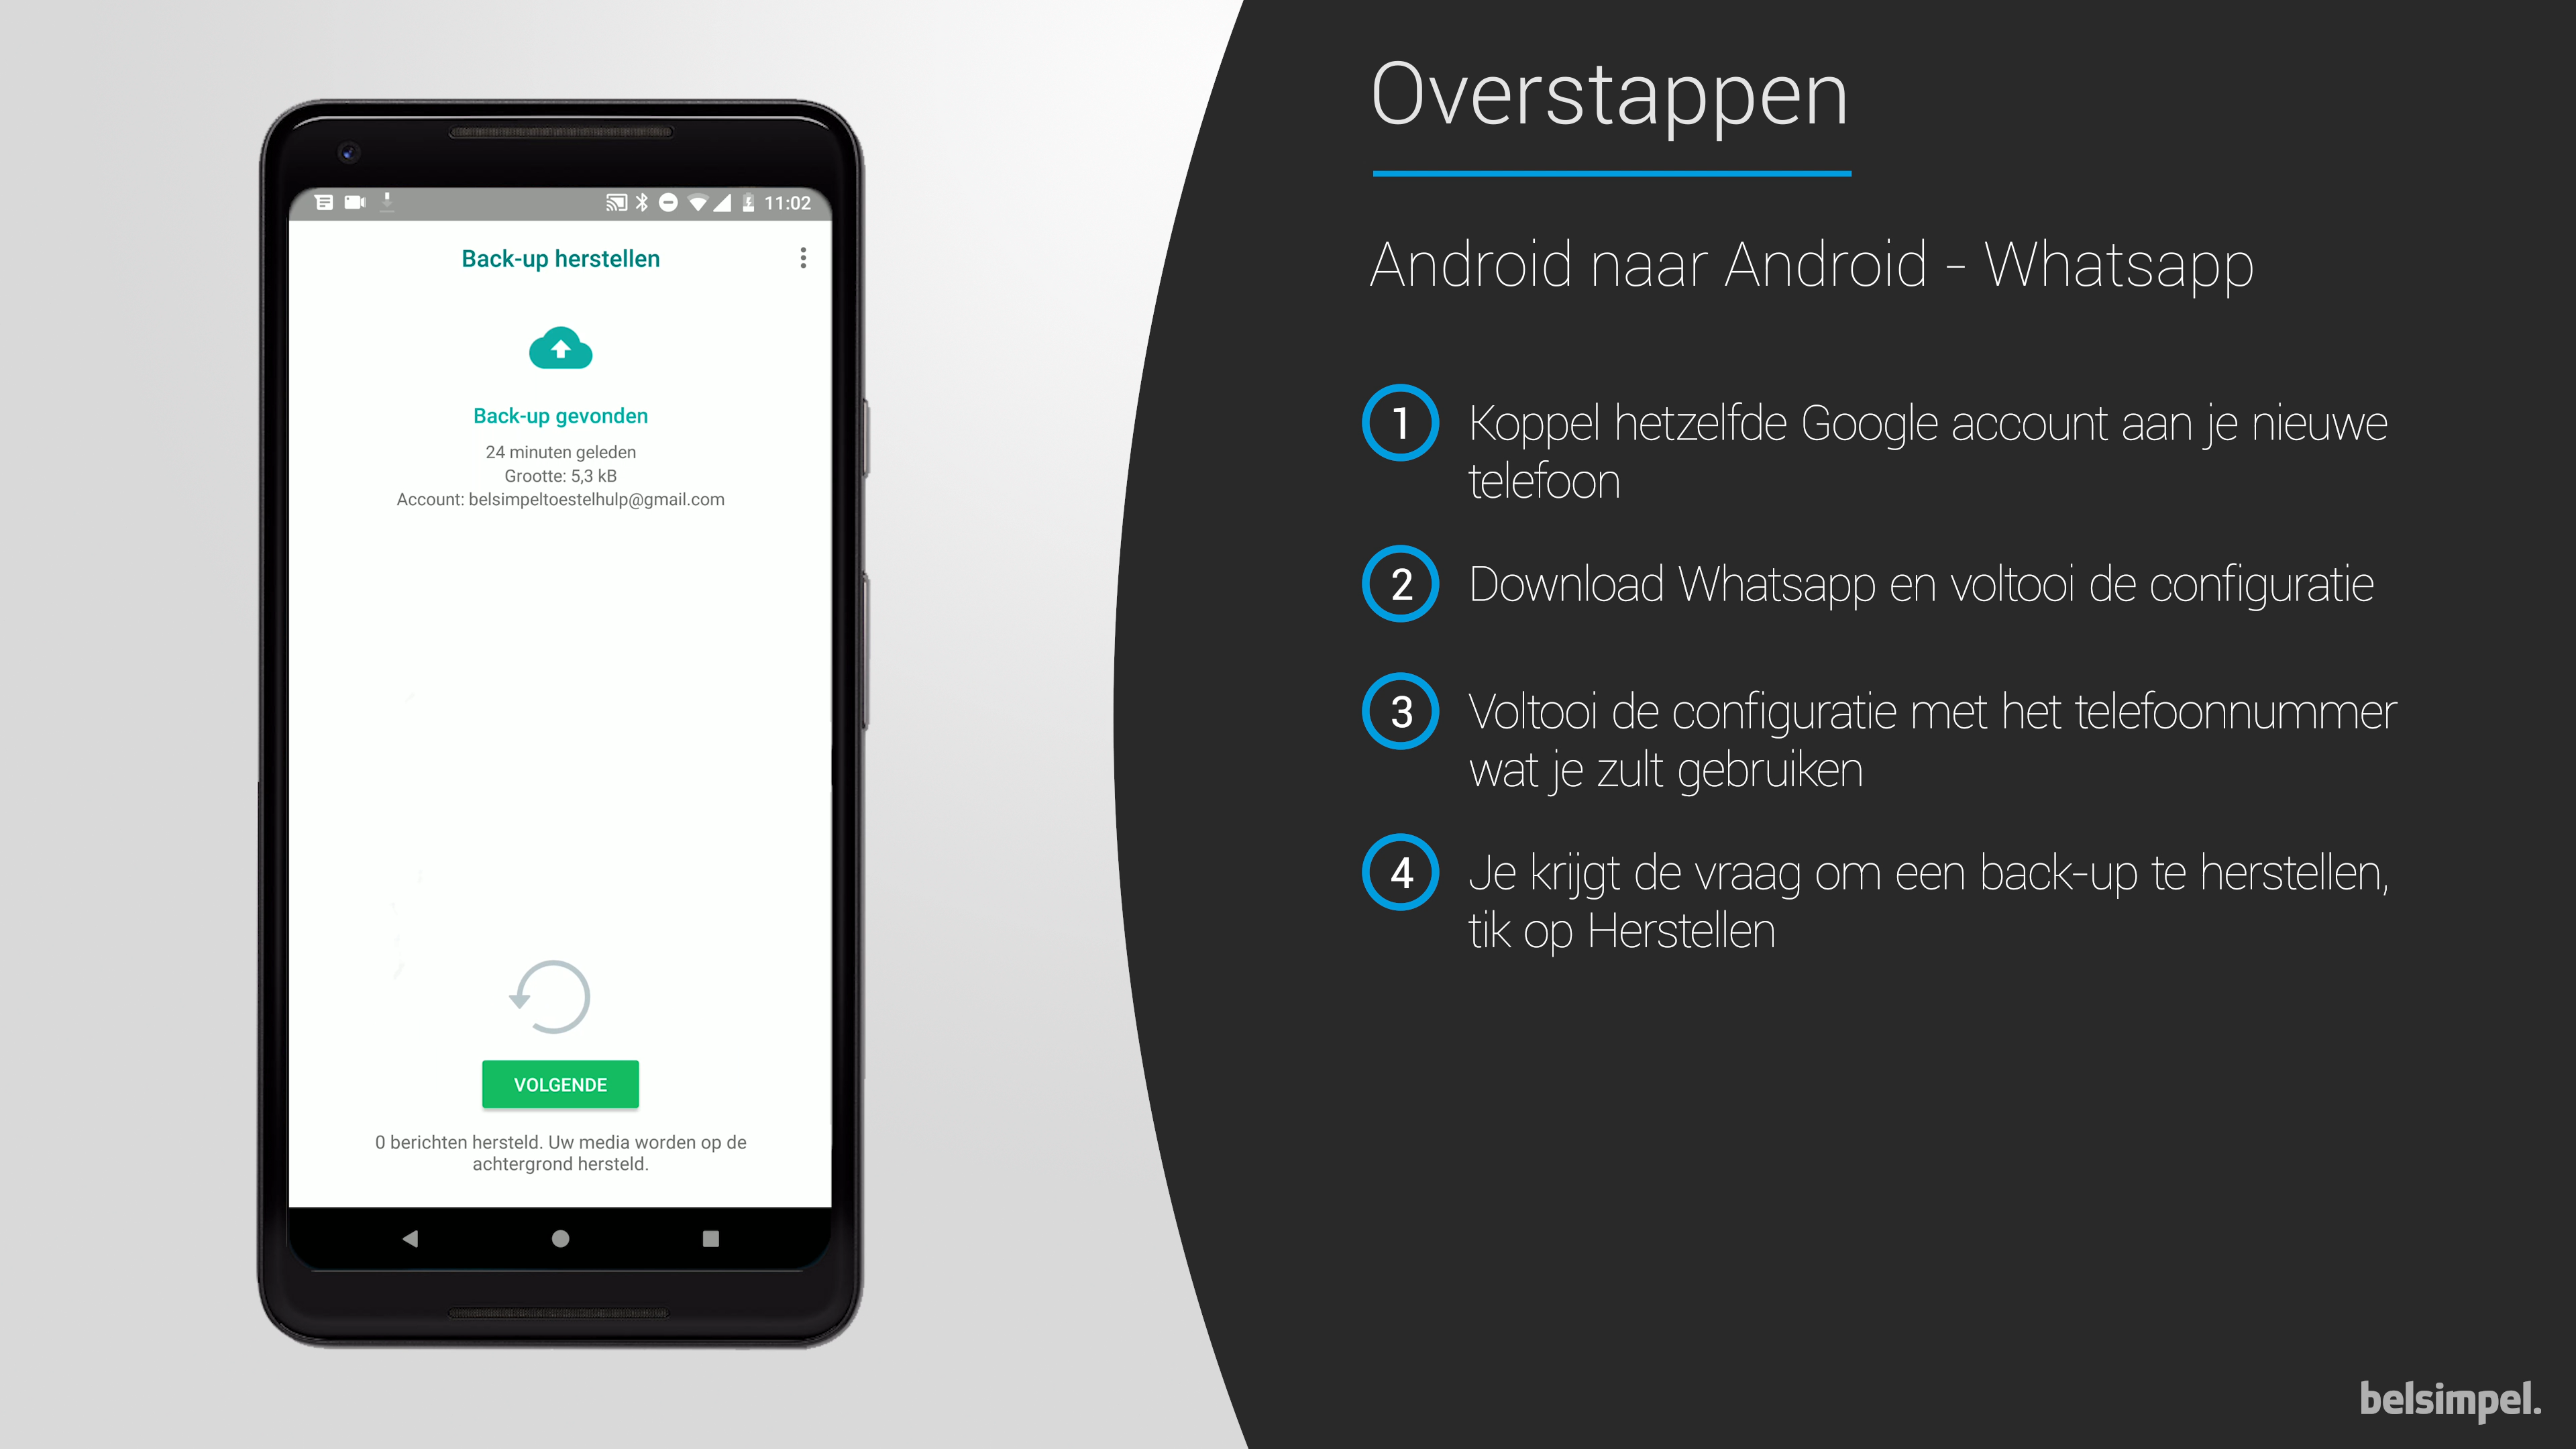 11:02
Back-up herstellen
Back-up gevonden
24 minuten geleden
Grootte: 5,3 kB
Account: belsimpeltoestelhulp@gmail.com
VOLGENDE
0 berichten hersteld. Uw media worden op de
achtergrond hersteld.
Overstappen
Android naar Android - Whatsapp
1 Koppel hetzelfde Google account aan je nieuwe
telefoon
2 Download Whatsapp en voltooi de configuratie
3 Voltooi de configuratie met het telefoonnummer
wat je zult gebruiken
4 Je krijgt de vraag om een back-up te herstellen,
tik op Herstellen
belsimpel.